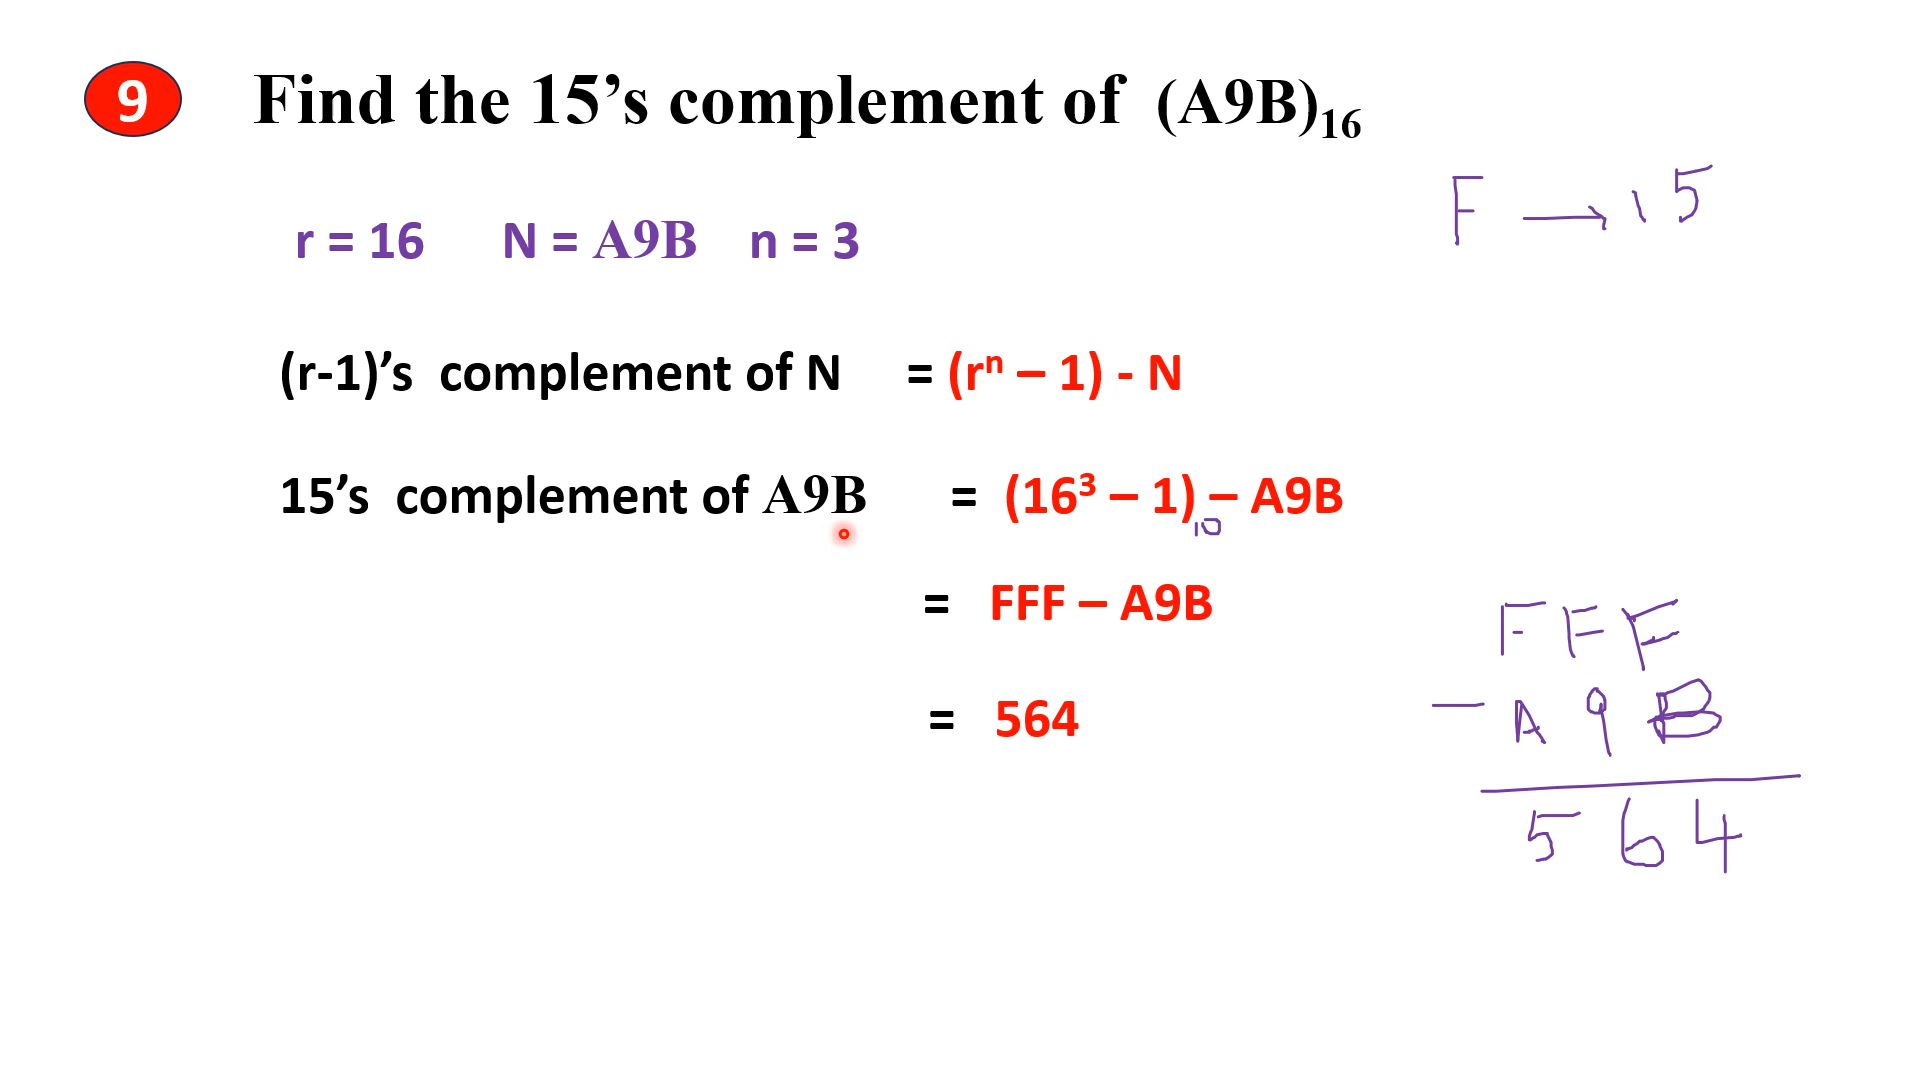 9 Find the 15’s complement of (A9B)₁₆
F → 15
r = 16 N = A9B n = 3
(r-1)’s complement of N = (rⁿ – 1) - N
15’s complement of A9B = (16³ – 1)₁₀ – A9B
= FFF – A9B
= 564
FFF
– A9B
564